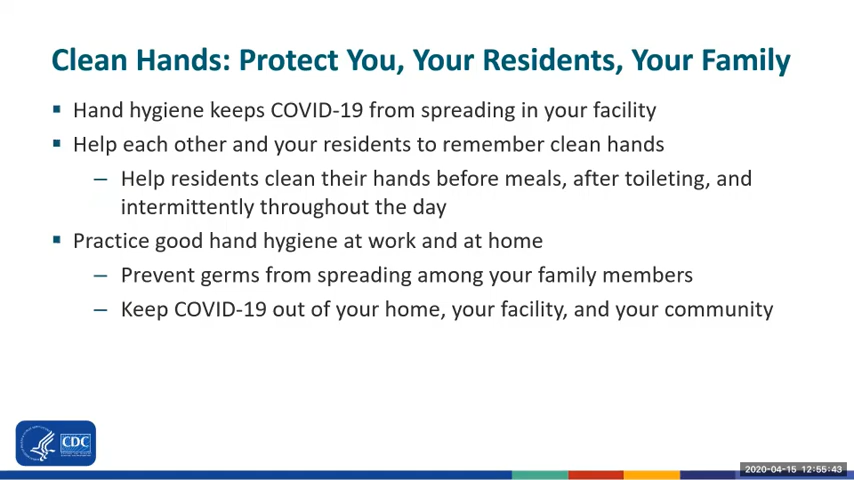 Clean Hands: Protect You, Your Residents, Your Family
▪ Hand hygiene keeps COVID-19 from spreading in your facility
▪ Help each other and your residents to remember clean hands
– Help residents clean their hands before meals, after toileting, and
intermittently throughout the day
▪ Practice good hand hygiene at work and at home
– Prevent germs from spreading among your family members
– Keep COVID-19 out of your home, your facility, and your community
CDC
2020-04-15 12:55:43